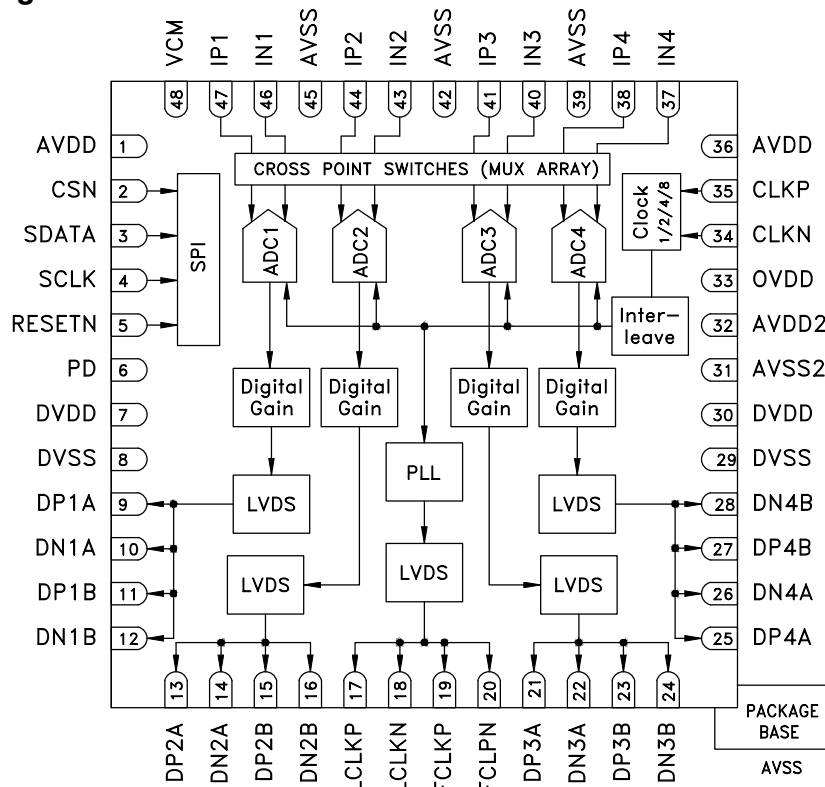 VCM IP1 IN1 AVSS IP2 IN2 AVSS IP3 IN3 AVSS IP4 IN4
48 47 46 45 44 43 42 41 40 39 38 37
AVDD 1
CSN 2
SDATA 3
SCLK 4
RESETN 5
PD 6
DVDD 7
DVSS 8
DP1A 9
DN1A 10
DP1B 11
DN1B 12
CROSS POINT SWITCHES (MUX ARRAY)
SPI
ADC1 ADC2 ADC3 ADC4
Clock
1/2/4/8
Inter-
leave
Digital
Gain
Digital
Gain
Digital
Gain
Digital
Gain
PLL
LVDS
LVDS
LVDS
LVDS
LVDS
36 AVDD
35 CLKP
34 CLKN
33 OVDD
32 AVDD2
31 AVSS2
30 DVDD
29 DVSS
28 DN4B
27 DP4B
26 DN4A
25 DP4A
13 14 15 16 17 18 19 20 21 22 23 24
DP2A DN2A DP2B DN2B LCLKP LCLKN FCLKP FCLPN DP3A DN3A DP3B DN3B
PACKAGE
BASE
AVSS